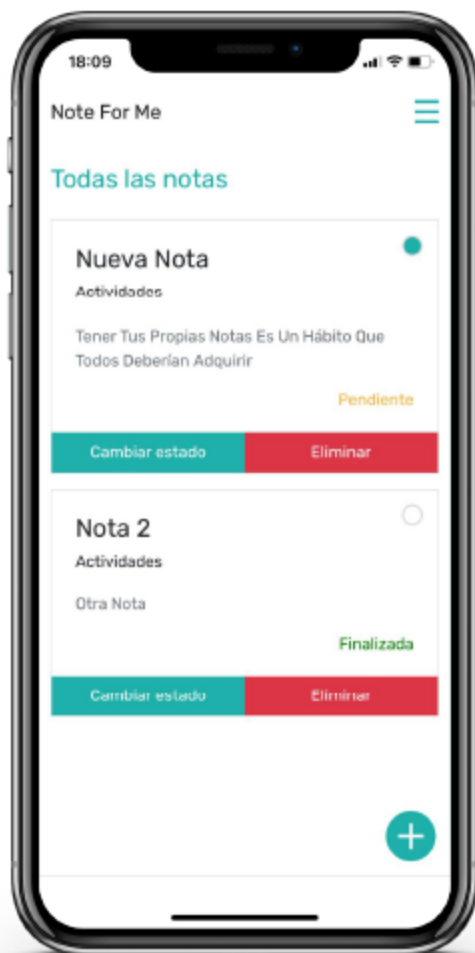 18:09
Note For Me
Todas las notas
Nueva Nota
Actividades
Tener Tus Propias Notas Es Un Hábito Que
Todos Deberían Adquirir
Pendiente
Cambiar estado
Eliminar
Nota 2
Actividades
Otra Nota
Finalizada
Cambiar estado
Eliminar